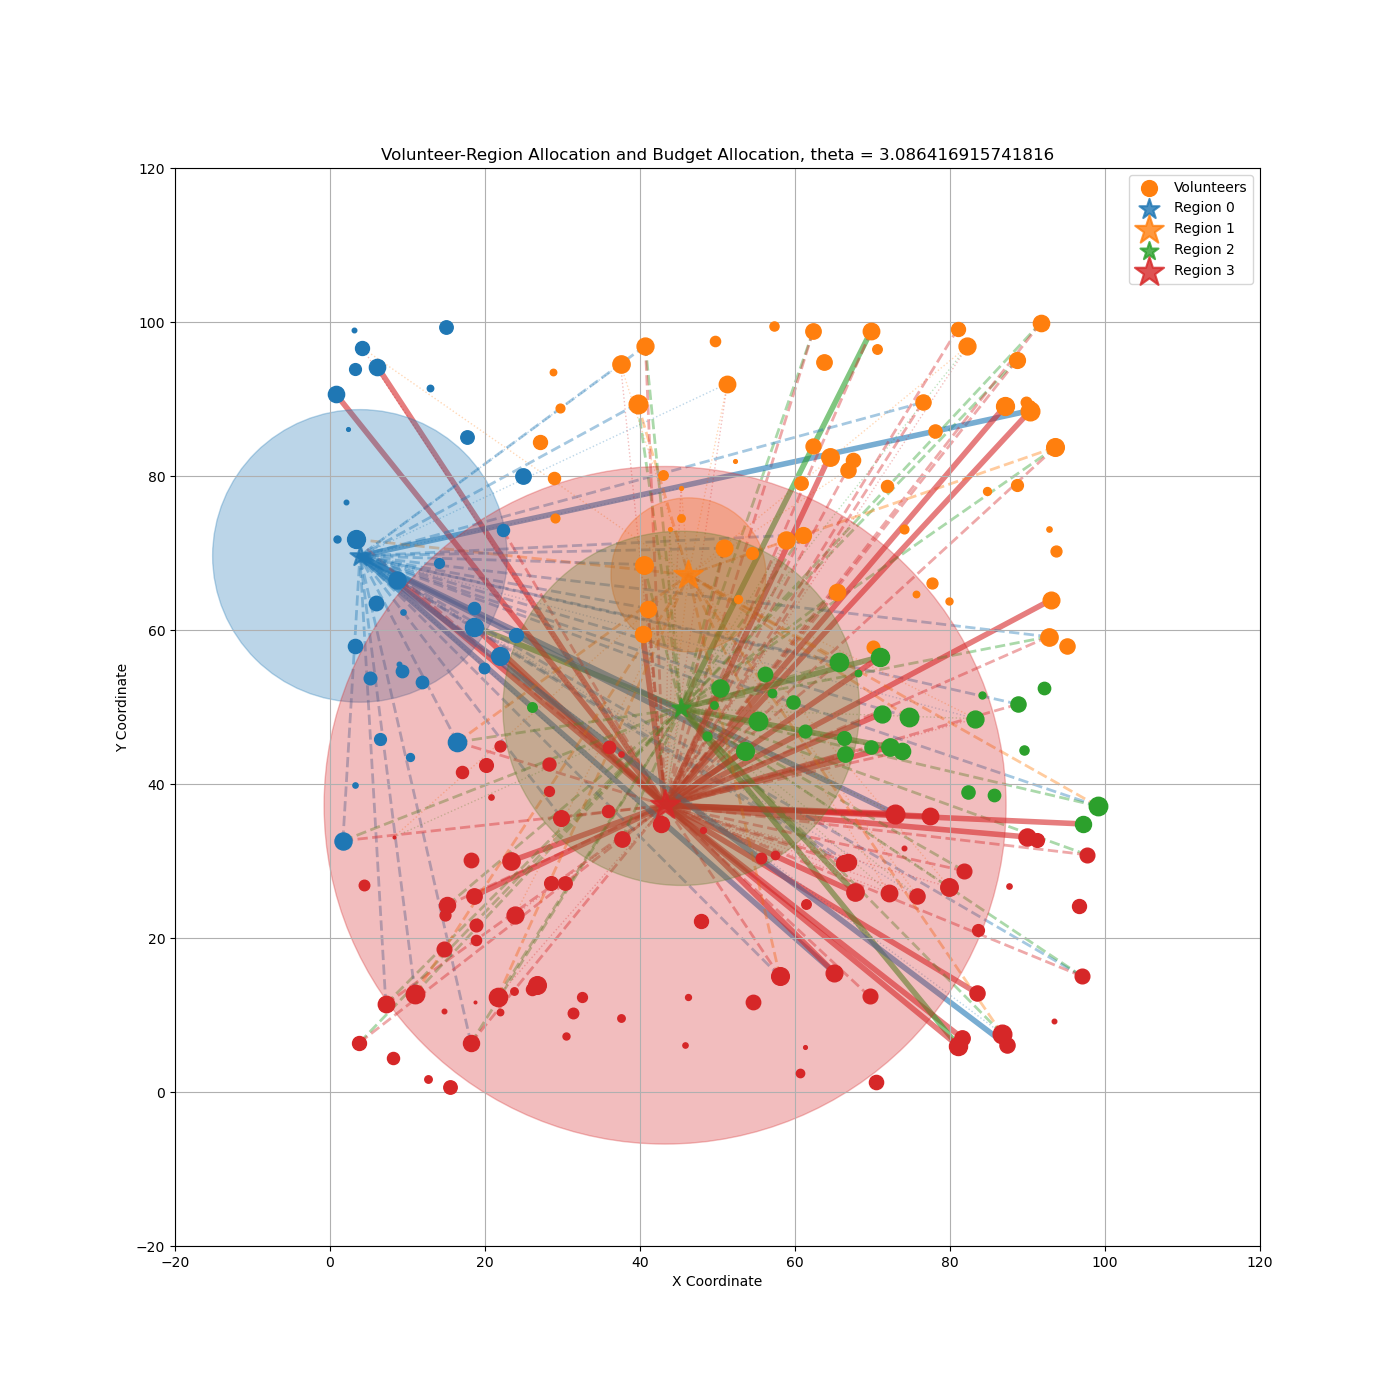 Volunteer-Region Allocation and Budget Allocation, theta = 3.086416915741816
Volunteers
Region 0
Region 1
Region 2
Region 3
120
100
80
60
40
20
0
−20
Y Coordinate
−20 0 20 40 60 80 100 120
X Coordinate